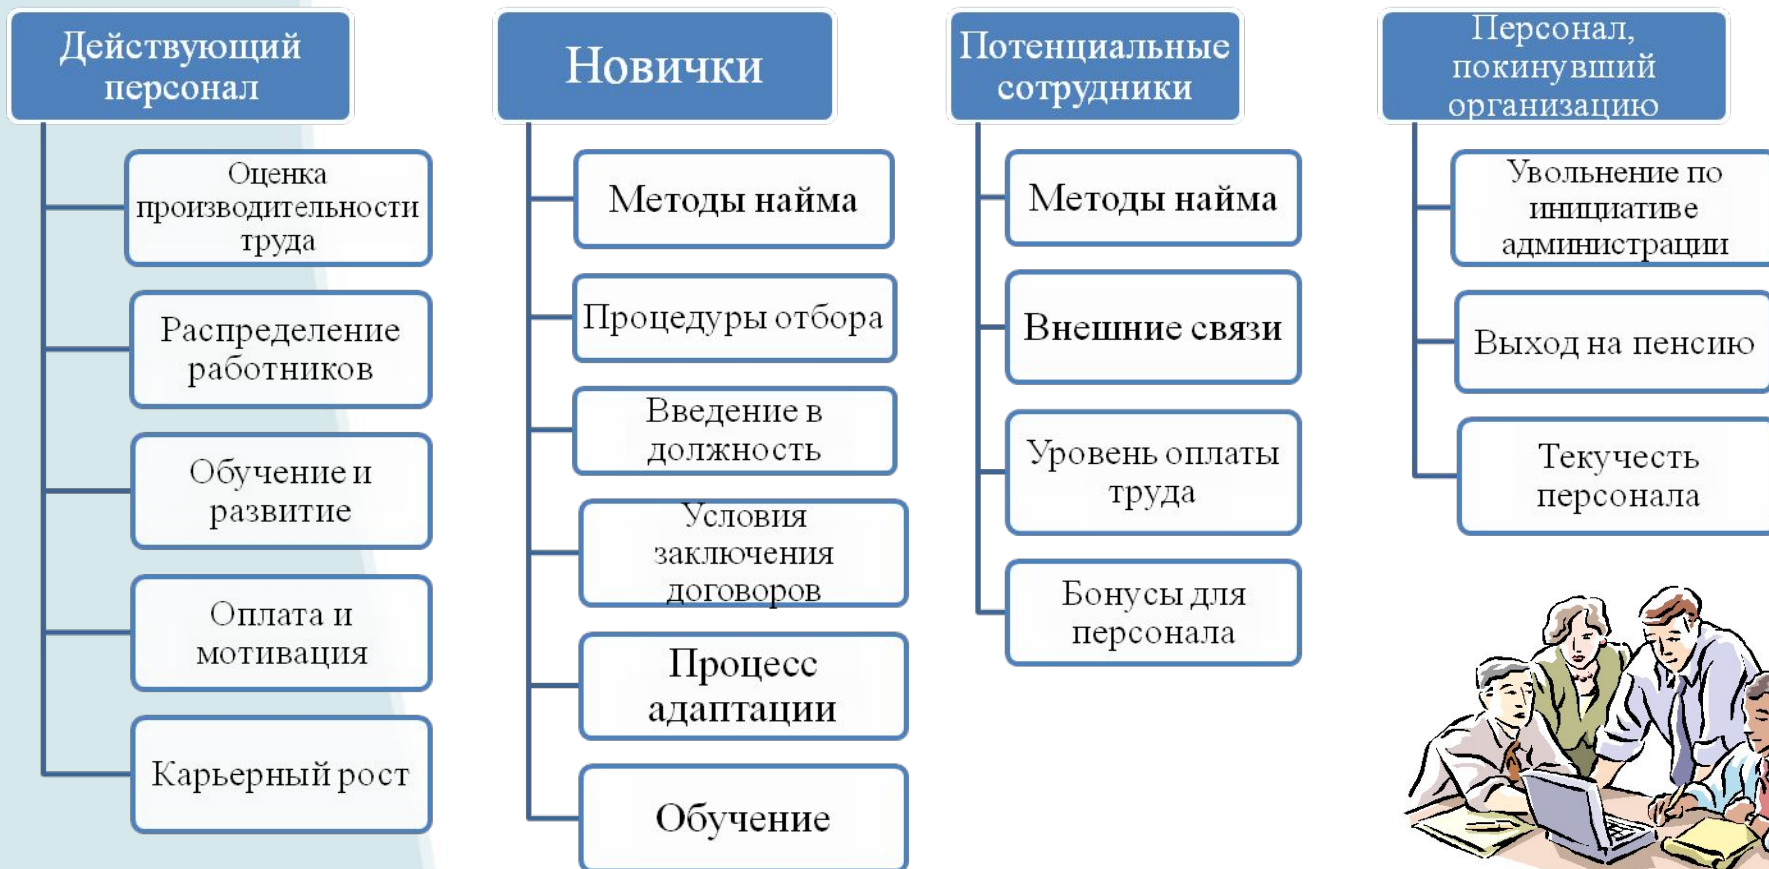 Действующий
персонал
Оценка
производительности
труда
Распределение
работников
Обучение и
развитие
Оплата и
мотивация
Карьерный рост
Новички
Методы найма
Процедуры отбора
Введение в
должность
Условия
заключения
договоров
Процесс
адаптации
Обучение
Потенциальные
сотрудники
Методы найма
Внешние связи
Уровень оплаты
труда
Бонусы для
персонала
Персонал,
покинувший
организацию
Увольнение по
инициативе
администрации
Выход на пенсию
Текучесть
персонала